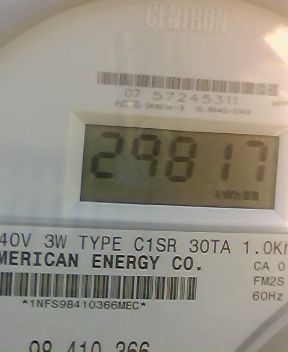 CENTRON
07 57245311
29817
kWh
40V 3W TYPE C1SR 30TA 1.0K
MERICAN ENERGY CO.
CA 0
FM2S
60Hz
*1NFS98410366MEC*
98 410 366